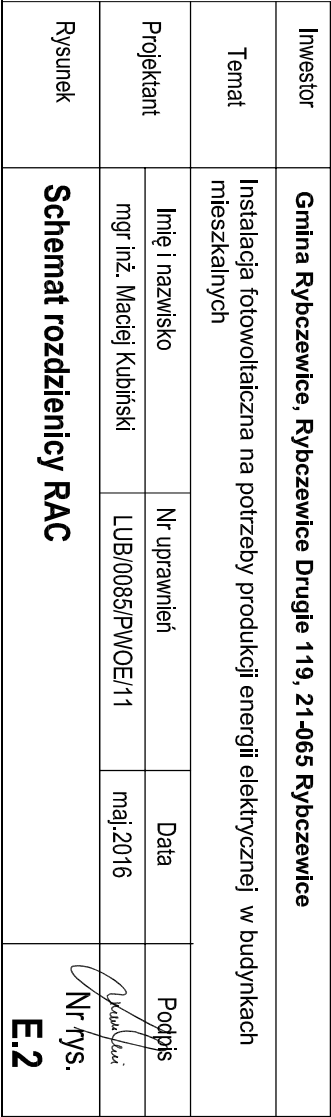 Inwestor
Gmina Rybczewice, Rybczewice Drugie 119, 21-065 Rybczewice
Temat
Instalacja fotowoltaiczna na potrzeby produkcji energii elektrycznej w budynkach
mieszkalnych
Projektant
Imię i nazwisko
Nr uprawnień
Data
Podpis
mgr inż. Maciej Kubiński
LUB/0085/PWOE/11
maj.2016
Rysunek
Schemat rozdzienicy RAC
Nr rys.
E.2